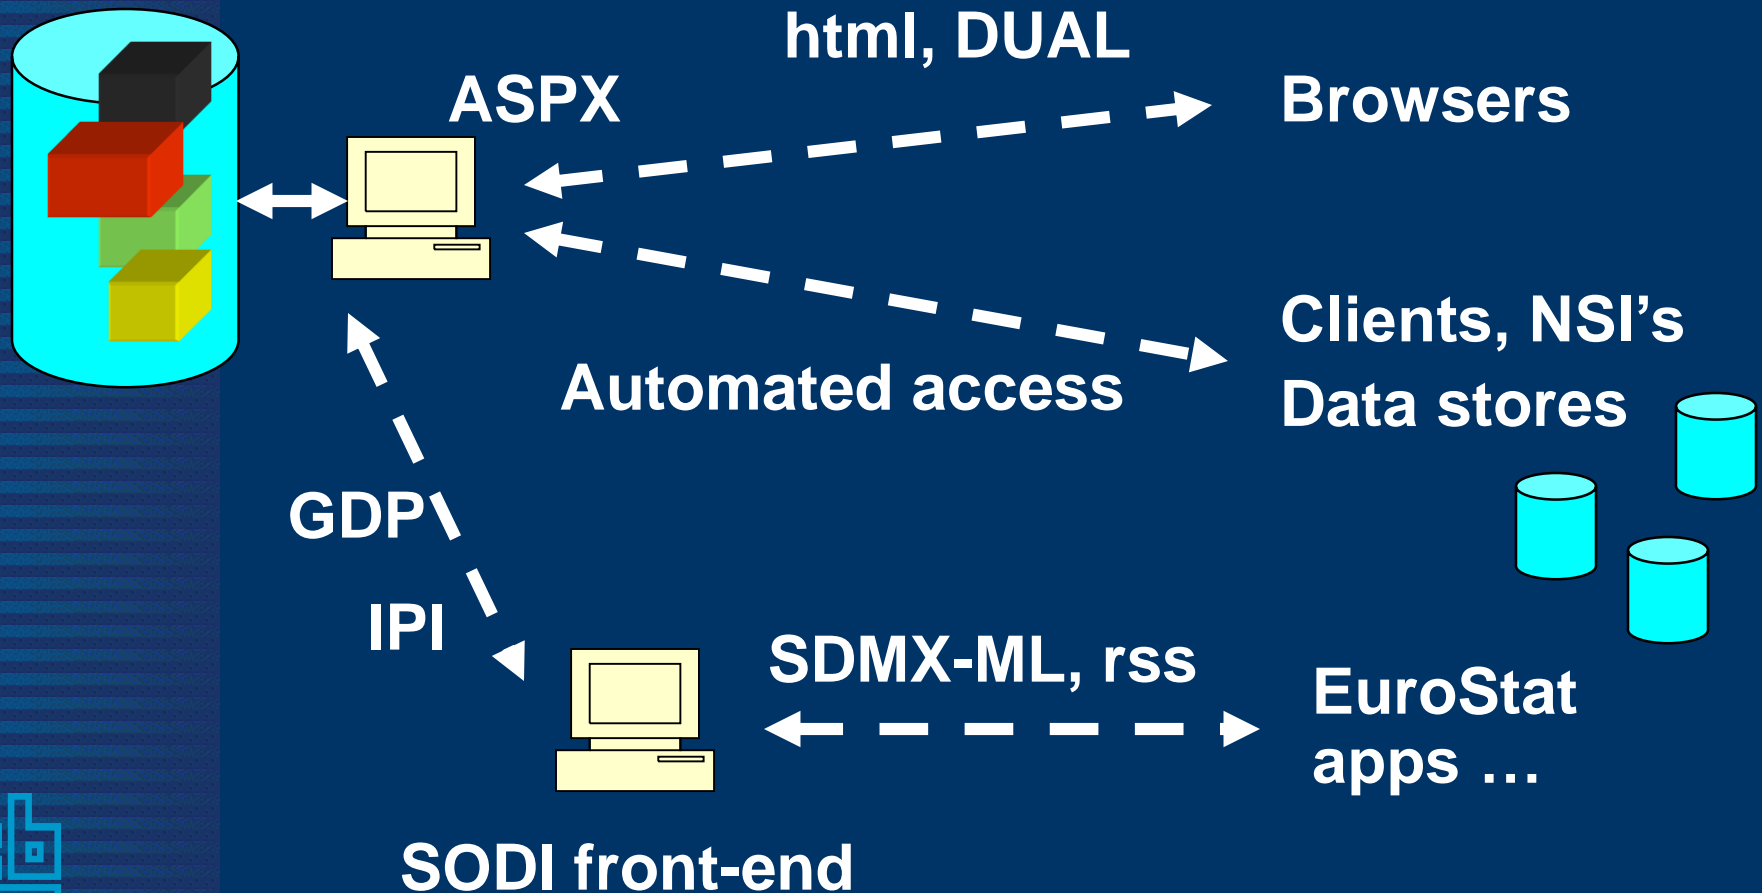 html, DUAL
ASPX
Browsers
Clients, NSI’s
Data stores
Automated access
GDP
IPI
SDMX-ML, rss
EuroStat
apps …
SODI front-end